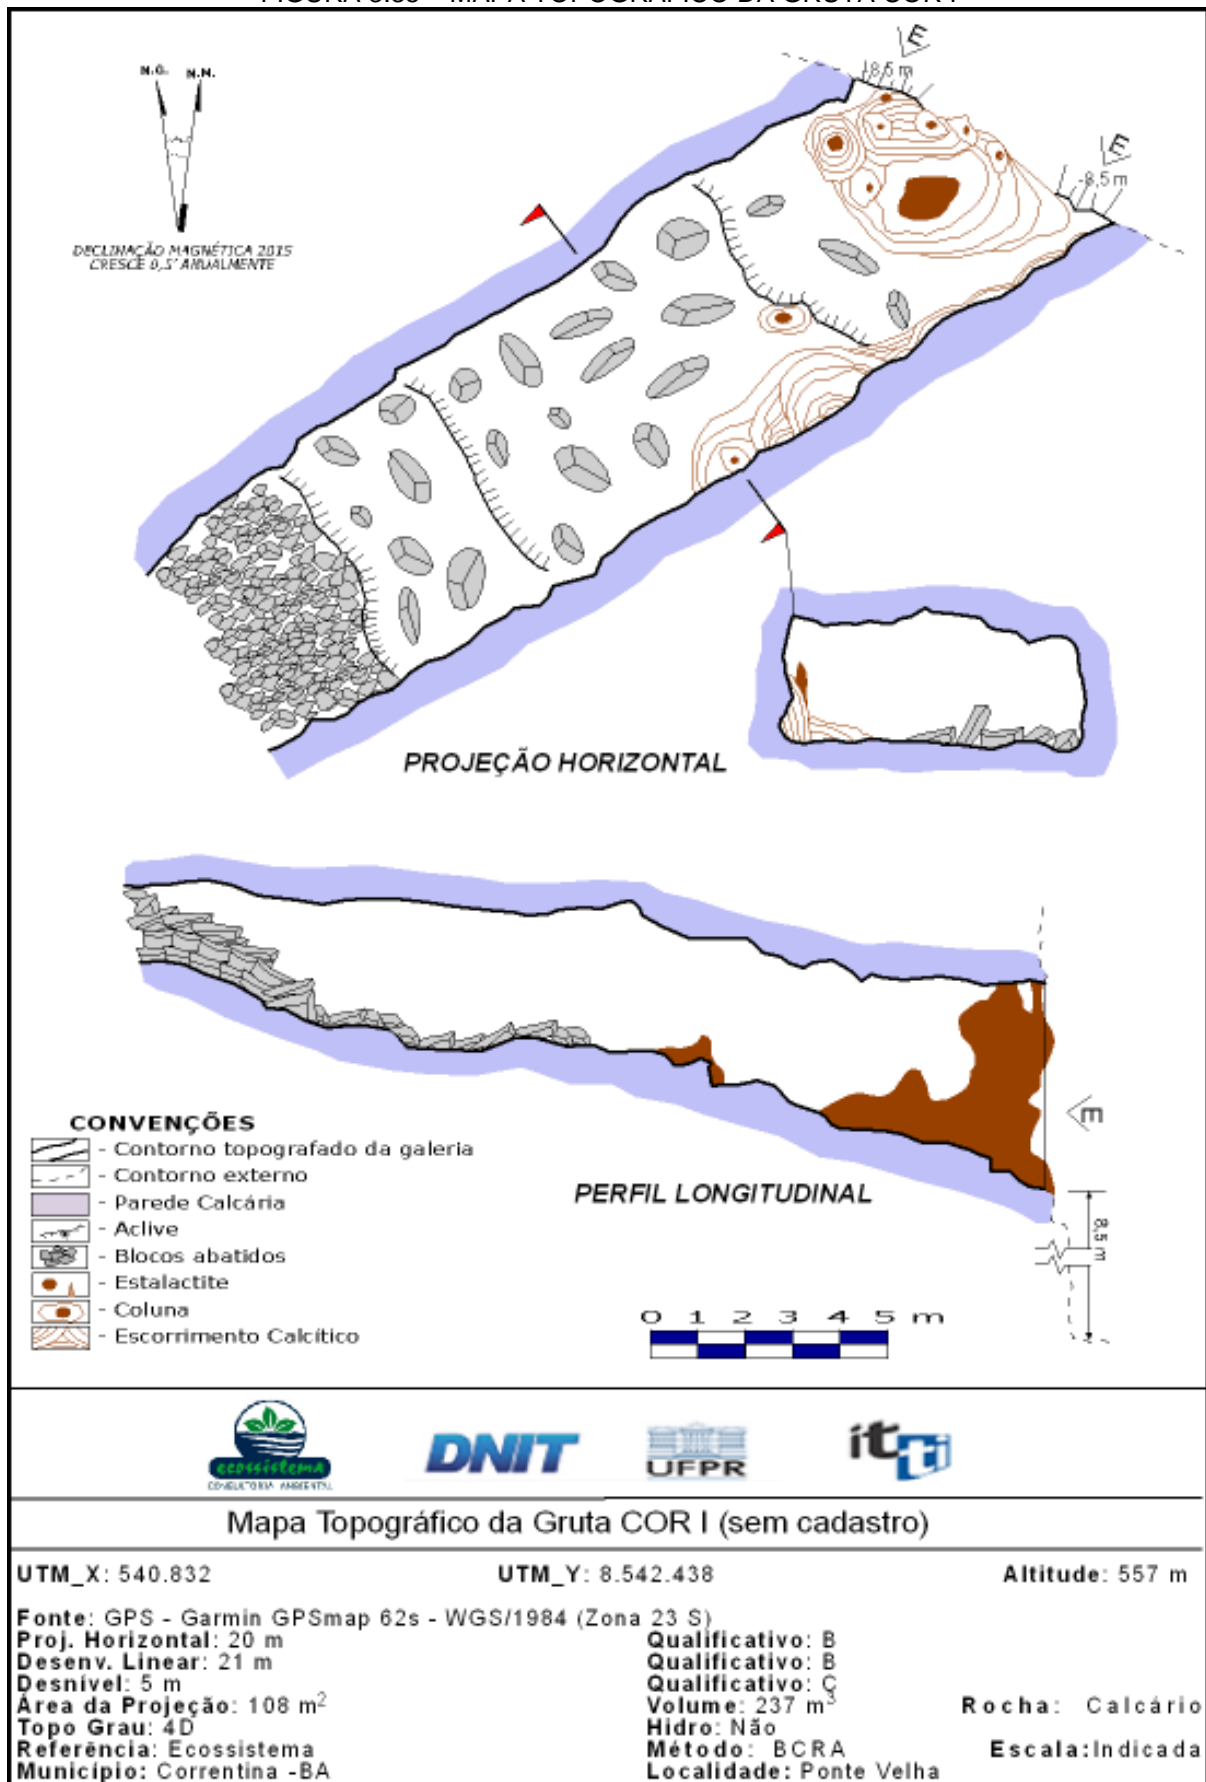 N.G. N.M.
DECLINAÇÃO MAGNÉTICA 2015
CRESCE 0,5' ANUALMENTE
E
-8,5 m
E
-8,5 m
PROJEÇÃO HORIZONTAL
E
PERFIL LONGITUDINAL
8,5 m
CONVENÇÕES
- Contorno topografado da galeria
- Contorno externo
- Parede Calcária
- Aclive
- Blocos abatidos
- Estalactite
- Coluna
- Escorrimento Calcítico
0 1 2 3 4 5 m
ecossistema
CONSULTORIA AMBIENTAL
DNIT
UFPR
itti
Mapa Topográfico da Gruta COR I (sem cadastro)
UTM_X: 540.832 UTM_Y: 8.542.438 Altitude: 557 m
Fonte: GPS - Garmin GPSmap 62s - WGS/1984 (Zona 23 S)
Proj. Horizontal: 20 m Qualificativo: B
Desenv. Linear: 21 m Qualificativo: B
Desnível: 5 m Qualificativo: C
Área da Projeção: 108 m² Volume: 237 m³ Rocha: Calcário
Topo Grau: 4D Hidro: Não
Referência: Ecossistema Método: BCRA Escala:Indicada
Município: Correntina -BA Localidade: Ponte Velha